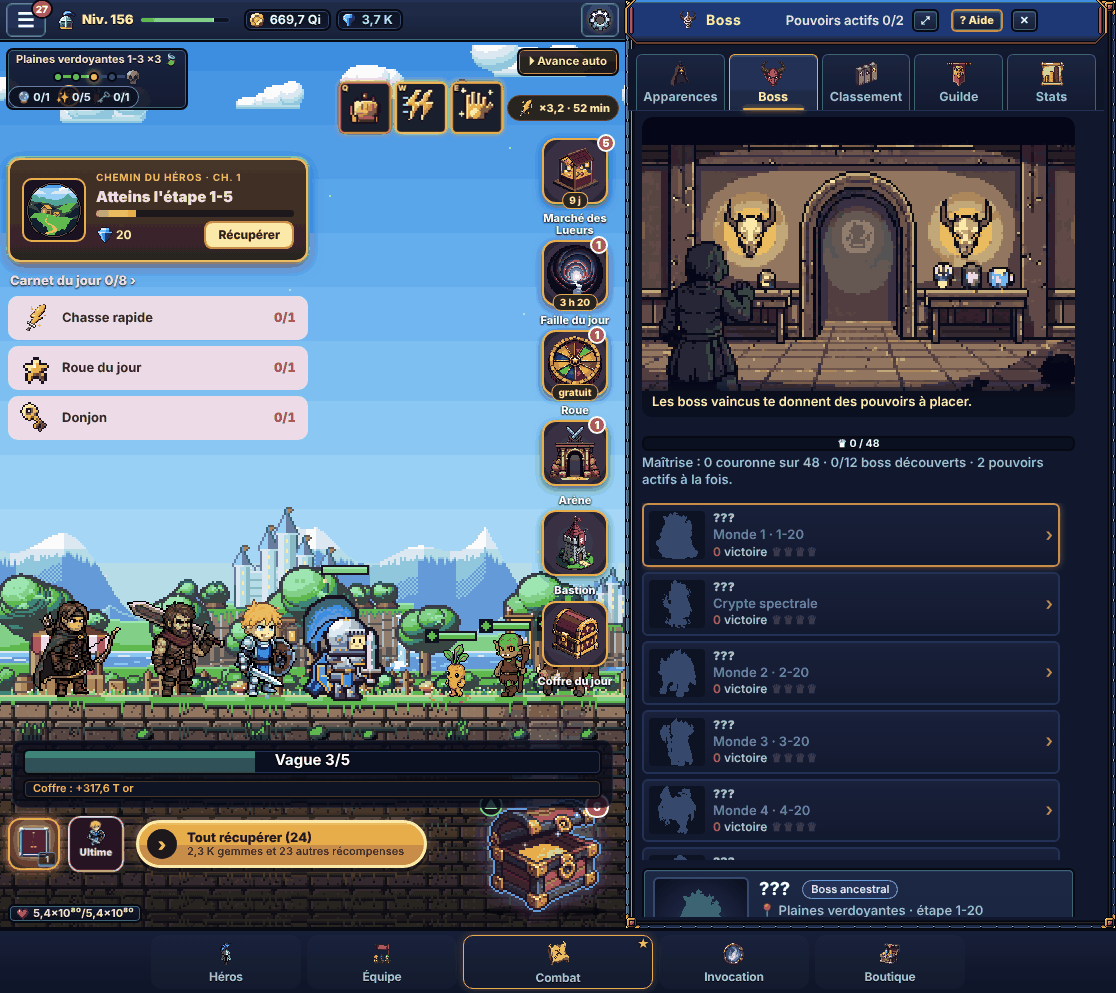 27
Niv. 156
669,7 Qi
3,7 K
Plaines verdoyantes 1-3 ×3
0/1 0/5 0/1
Avance auto
Q
W
E
×3,2 · 52 min
CHEMIN DU HÉROS · CH. 1
Atteins l'étape 1-5
20
Récupérer
Carnet du jour 0/8 ›
Chasse rapide 0/1
Roue du jour 0/1
Donjon 0/1
5
9 j
Marché des
Lueurs
1
3 h 20
Faille du jour
1
gratuit
Roue
1
Arène
Bastion
Coffre du jour
Vague 3/5
Coffre : +317,6 T or
1
Ultime
Tout récupérer (24)
2,3 K gemmes et 23 autres récompenses
5,4×10⁸⁰/5,4×10⁸⁰
Boss
Pouvoirs actifs 0/2
? Aide
×
Apparences
Boss
Classement
Guilde
Stats
Les boss vaincus te donnent des pouvoirs à placer.
0 / 48
Maîtrise : 0 couronne sur 48 · 0/12 boss découverts · 2 pouvoirs
actifs à la fois.
???
Monde 1 · 1-20
0 victoire
???
Crypte spectrale
0 victoire
???
Monde 2 · 2-20
0 victoire
???
Monde 3 · 3-20
0 victoire
???
Monde 4 · 4-20
0 victoire
??? Boss ancestral
Plaines verdoyantes · étape 1-20
Héros
Équipe
Combat
Invocation
Boutique